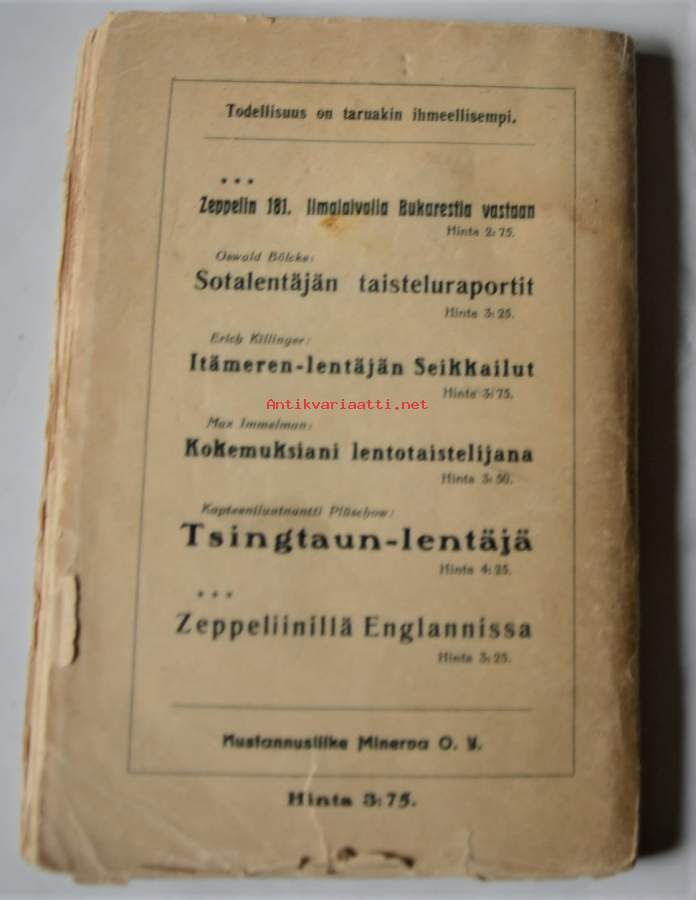 Todellisuus on taruakin ihmeellisempi.
* * *
Zeppelin 181. Ilmalaivalla Bukarestia vastaan
Hinta 2: 75.
Oswald Bölcke:
Sotalentäjän taisteluraportit
Hinta 3: 25.
Erich Killinger:
Itämeren-lentäjän Seikkailut
Hinta 3: 75.
Antikvariaatti.net
Max Immelman:
Kokemuksiani lentotaistelijana
Hinta 3: 50.
Kapteeniluutnantti Plüschow:
Tsingtaun-lentäjä
Hinta 4: 25.
* * *
Zeppeliinillä Englannissa
Hinta 3: 25.
Kustannusliike Minerva O. Y.
Hinta 3: 75.